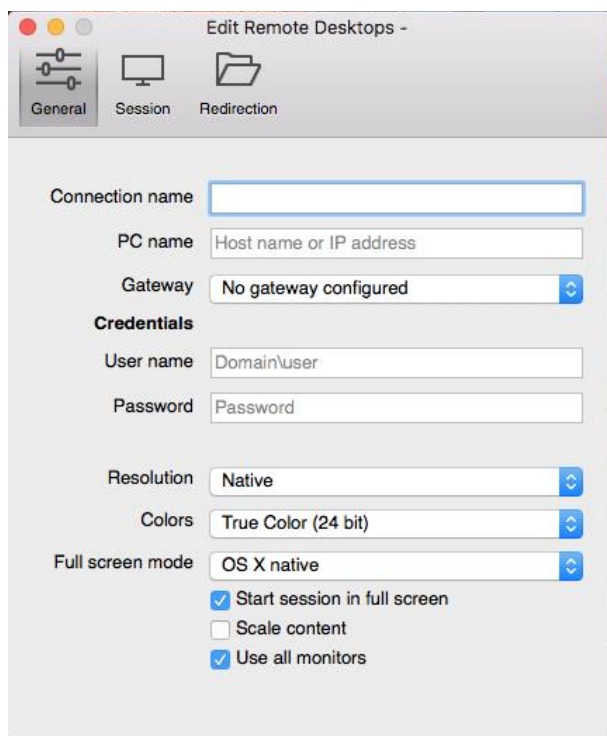 Edit Remote Desktops -
General Session Redirection
Connection name
PC name Host name or IP address
Gateway No gateway configured
Credentials
User name Domain\user
Password Password
Resolution Native
Colors True Color (24 bit)
Full screen mode OS X native
Start session in full screen
Scale content
Use all monitors